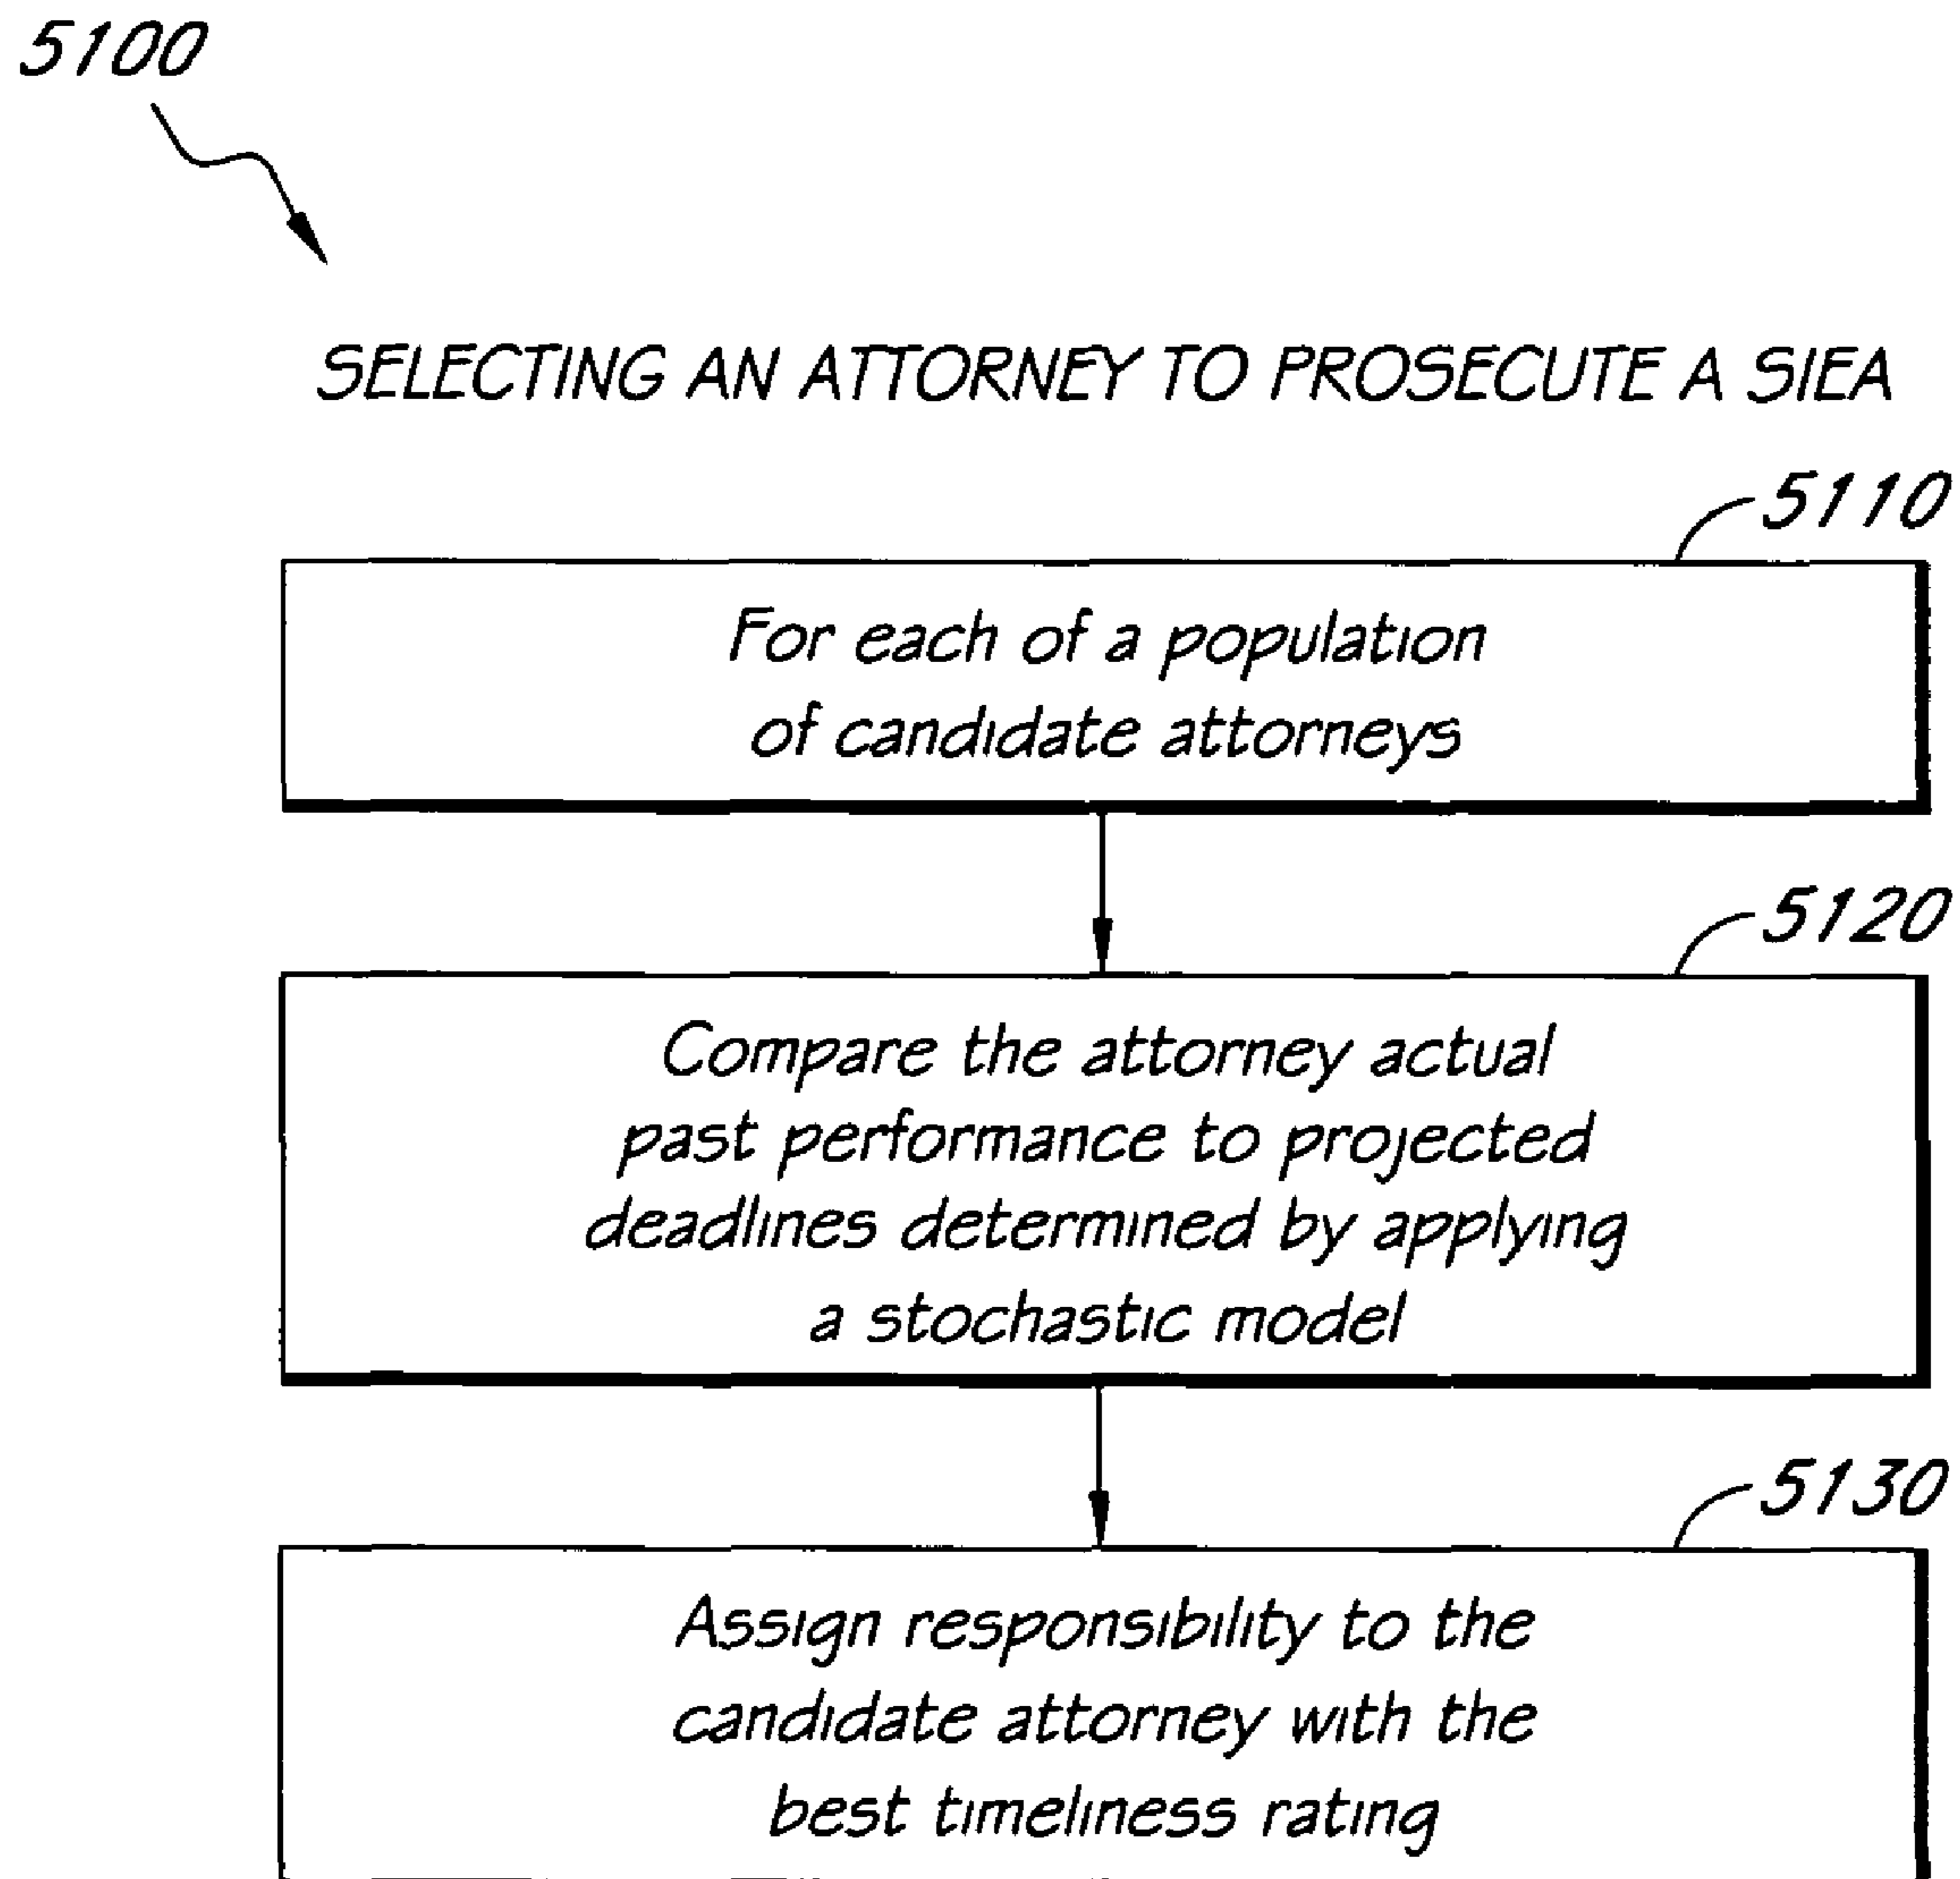 5100
SELECTING AN ATTORNEY TO PROSECUTE A SIEA
5110
For each of a population
of candidate attorneys
5120
Compare the attorney actual
past performance to projected
deadlines determined by applying
a stochastic model
5130
Assign responsibility to the
candidate attorney with the
best timeliness rating